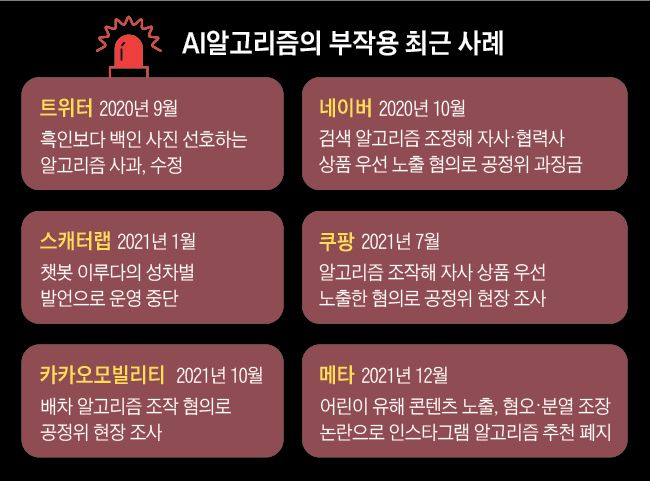 AI알고리즘의 부작용 최근 사례
트위터 2020년 9월
흑인보다 백인 사진 선호하는
알고리즘 사과, 수정
네이버 2020년 10월
검색 알고리즘 조정해 자사·협력사
상품 우선 노출 혐의로 공정위 과징금
스캐터랩 2021년 1월
챗봇 이루다의 성차별
발언으로 운영 중단
쿠팡 2021년 7월
알고리즘 조작해 자사 상품 우선
노출한 혐의로 공정위 현장 조사
카카오모빌리티 2021년 10월
배차 알고리즘 조작 혐의로
공정위 현장 조사
메타 2021년 12월
어린이 유해 콘텐츠 노출, 혐오·분열 조장
논란으로 인스타그램 알고리즘 추천 폐지